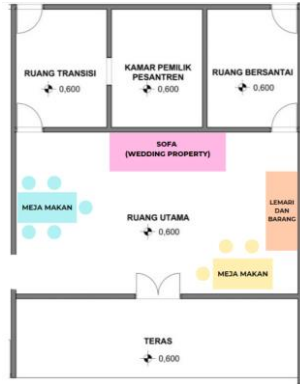 RUANG TRANSISI
0,600
KAMAR PEMILIK
PESANTREN
0,600
RUANG BERSANTAI
0,600
SOFA
(WEDDING PROPERTY)
MEJA MAKAN
LEMARI
DAN
BARANG
RUANG UTAMA
0,600
MEJA MAKAN
TERAS
0,600